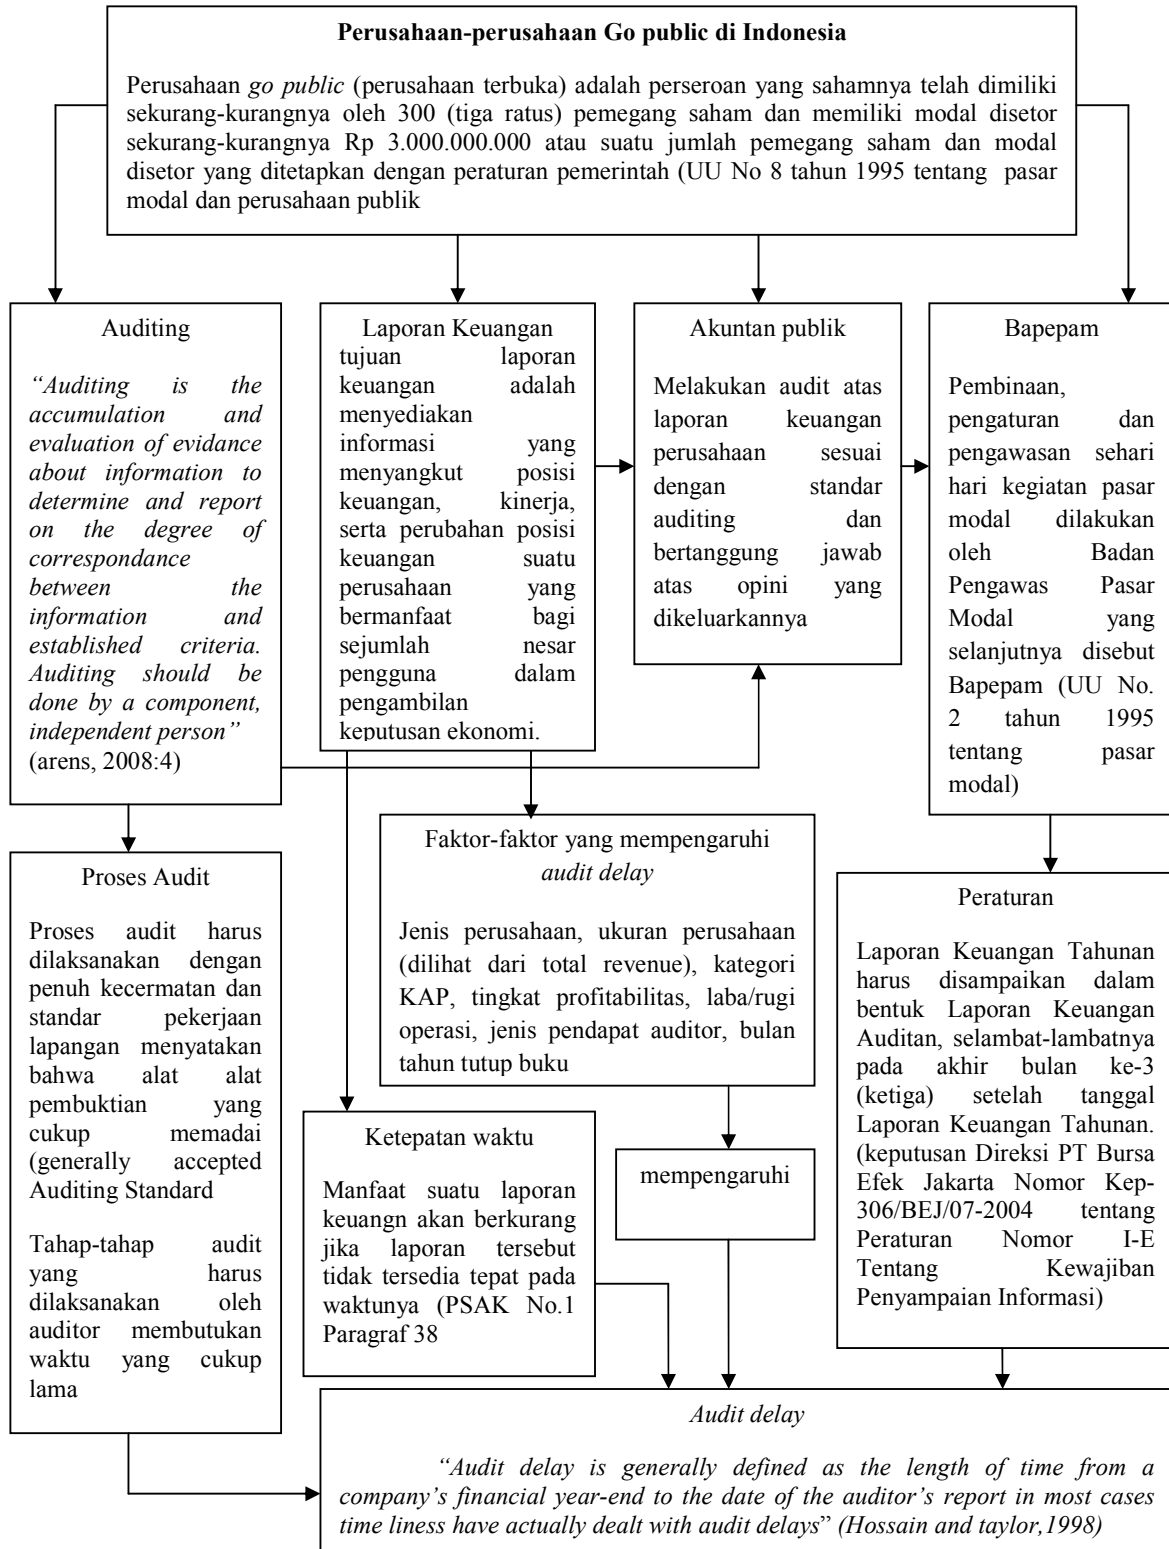 Perusahaan-perusahaan Go public di Indonesia
Perusahaan go public (perusahaan terbuka) adalah perseroan yang sahamnya telah dimiliki
sekurang-kurangnya oleh 300 (tiga ratus) pemegang saham dan memiliki modal disetor
sekurang-kurangnya Rp 3.000.000.000 atau suatu jumlah pemegang saham dan modal
disetor yang ditetapkan dengan peraturan pemerintah (UU No 8 tahun 1995 tentang pasar
modal dan perusahaan publik
Auditing
“Auditing is the
accumulation and
evaluation of evidence
about information to
determine and report
on the degree of
correspondance
between the
information and
established criteria.
Auditing should be
done by a component,
independent person”
(arens, 2008:4)
Laporan Keuangan
tujuan laporan
keuangan adalah
menyediakan
informasi yang
menyangkut posisi
keuangan, kinerja,
serta perubahan posisi
keuangan suatu
perusahaan yang
bermanfaat bagi
sejumlah nesar
pengguna dalam
pengambilan
keputusan ekonomi.
Akuntan publik
Melakukan audit atas
laporan keuangan
perusahaan sesuai
dengan standar
auditing dan
bertanggung jawab
atas opini yang
dikeluarkannya
Bapepam
Pembinaan,
pengaturan dan
pengawasan sehari
hari kegiatan pasar
modal dilakukan
oleh Badan
Pengawas Pasar
Modal yang
selanjutnya disebut
Bapepam (UU No.
2 tahun 1995
tentang pasar
modal)
Proses Audit
Proses audit harus
dilaksanakan dengan
penuh kecermatan dan
standar pekerjaan
lapangan menyatakan
bahwa alat alat
pembuktian yang
cukup memadai
(generally accepted
Auditing Standard
Tahap-tahap audit
yang harus
dilaksanakan oleh
auditor membutukan
waktu yang cukup
lama
Faktor-faktor yang mempengaruhi
audit delay
Jenis perusahaan, ukuran perusahaan
(dilihat dari total revenue), kategori
KAP, tingkat profitabilitas, laba/rugi
operasi, jenis pendapat auditor, bulan
tahun tutup buku
Peraturan
Laporan Keuangan Tahunan
harus disampaikan dalam
bentuk Laporan Keuangan
Auditan, selambat-lambatnya
pada akhir bulan ke-3
(ketiga) setelah tanggal
Laporan Keuangan Tahunan.
(keputusan Direksi PT Bursa
Efek Jakarta Nomor Kep-
306/BEJ/07-2004 tentang
Peraturan Nomor I-E
Tentang Kewajiban
Penyampaian Informasi)
Ketepatan waktu
Manfaat suatu laporan
keuangn akan berkurang
jika laporan tersebut
tidak tersedia tepat pada
waktunya (PSAK No.1
Paragraf 38
mempengaruhi
Audit delay
“Audit delay is generally defined as the length of time from a
company’s financial year-end to the date of the auditor’s report in most cases
time liness have actually dealt with audit delays” (Hossain and taylor,1998)